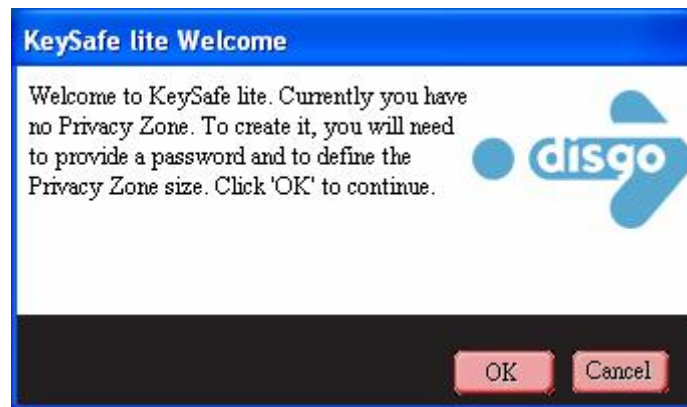 KeySafe lite Welcome
Welcome to KeySafe lite. Currently you have
no Privacy Zone. To create it, you will need
to provide a password and to define the
Privacy Zone size. Click 'OK' to continue.
disgo
OK Cancel